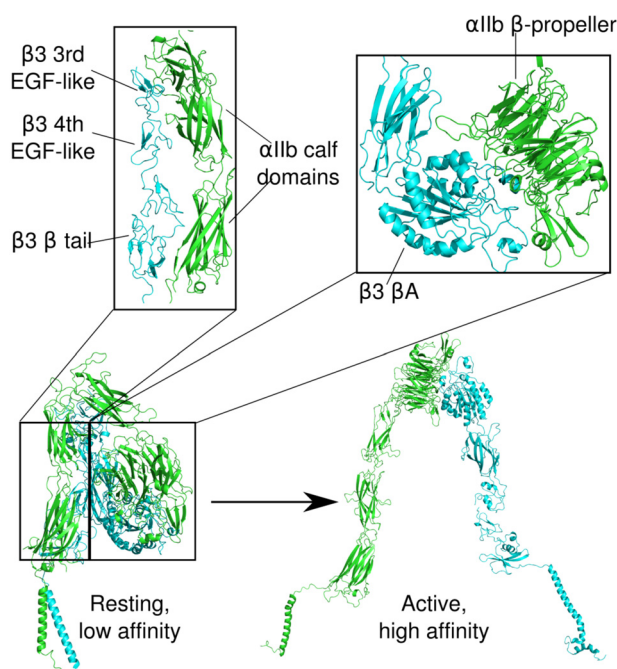 β3 3rd
EGF-like
β3 4th
EGF-like
β3 β tail
αIIb calf
domains
αIIb β-propeller
β3 βA
Resting,
low affinity
Active,
high affinity